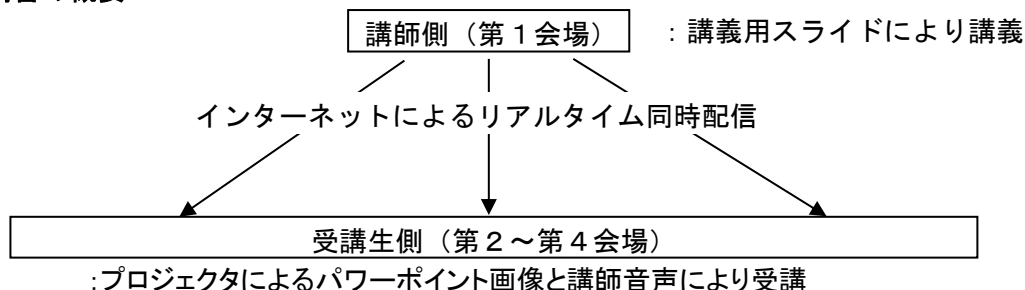 講師側（第１会場）　：講義用スライドにより講義
インターネットによるリアルタイム同時配信
受講生側（第２～第４会場）
:プロジェクタによるパワーポイント画像と講師音声により受講